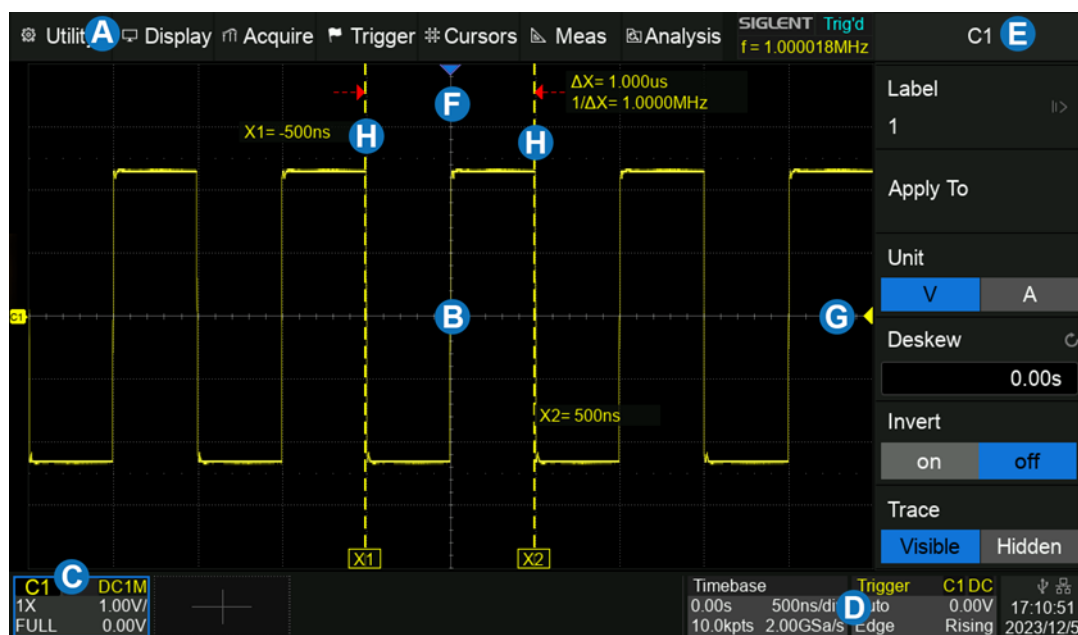 Utility A Display Acquire Trigger Cursors Meas Analysis
SIGLENT Trig'd
f = 1.000018MHz
C1 E
F
ΔX= 1.000us
1/ΔX= 1.0000MHz
X1= -500ns
H
H
Label
1
Apply To
Unit
V A
C1
B
G
Deskew
0.00s
X2= 500ns
Invert
on off
Trace
Visible Hidden
X1
X2
C
C1 DC1M
1X 1.00V/
FULL 0.00V
Timebase
0.00s 500ns/div
10.0kpts 2.00GSa/s
D
Trigger C1 DC
Auto 0.00V
Edge Rising
17:10:51
2023/12/5